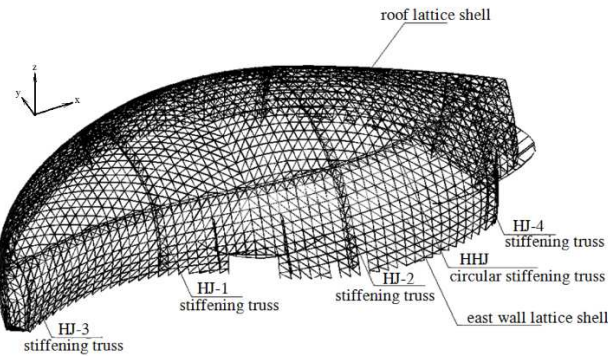 roof lattice shell
z
y
x
HJ-4
stiffening truss
HHJ
circular stiffening truss
HJ-2
stiffening truss
HJ-1
stiffening truss
east wall lattice shell
HJ-3
stiffening truss